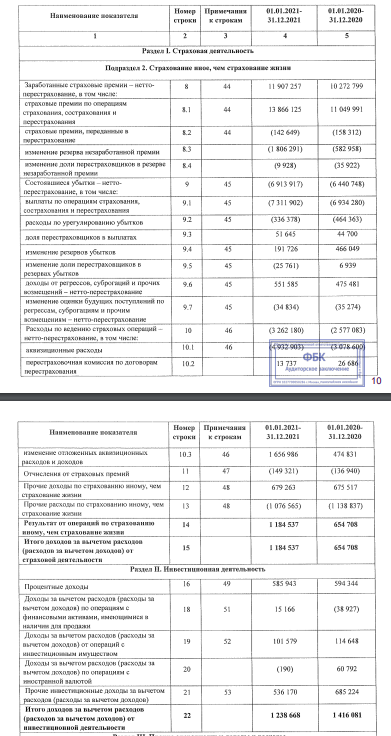 Наименование показателя Номер строки Примечания к строкам 01.01.2021-31.12.2021 01.01.2020-31.12.2020
1 2 3 4 5
Раздел I. Страховая деятельность
Подраздел 2. Страхование иное, чем страхование жизни
Заработанные страховые премии – нетто-перестрахование, в том числе: 8 44 11 907 257 10 272 799
страховые премии по операциям страхования, сострахования и перестрахования 8.1 44 13 866 125 11 049 991
страховые премии, переданные в перестрахование 8.2 44 (142 649) (158 312)
изменение резерва незаработанной премии 8.3 (1 806 291) (582 958)
изменение доли перестраховщиков в резерве незаработанной премии 8.4 (9 928) (35 922)
Состоявшиеся убытки – нетто-перестрахование, в том числе: 9 45 (6 913 917) (6 440 748)
выплаты по операциям страхования, сострахования и перестрахования 9.1 45 (7 311 902) (6 934 280)
расходы по урегулированию убытков 9.2 45 (336 378) (464 363)
доля перестраховщиков в выплатах 9.3 51 645 44 700
изменение резервов убытков 9.4 45 191 726 466 049
изменение доли перестраховщиков в резервах убытков 9.5 45 (25 761) 6 939
доходы от регрессов, суброгаций и прочих возмещений – нетто-перестрахование 9.6 45 551 585 475 481
изменение оценки будущих поступлений по регрессам, суброгациям и прочим возмещениям – нетто-перестрахование 9.7 45 (34 834) (35 274)
Расходы по ведению страховых операций – нетто-перестрахование, в том числе: 10 46 (3 262 180) (2 577 083)
аквизиционные расходы 10.1 46 (4 932 903) (3 078 600)
перестраховочная комиссия по договорам перестрахования 10.2 13 737 26 686
ФБК
Аудиторское заключение
10
Наименование показателя Номер строки Примечания к строкам 01.01.2021-31.12.2021 01.01.2020-31.12.2020
изменение отложенных аквизиционных расходов и доходов 10.3 46 1 656 986 474 831
Отчисления от страховых премий 11 47 (149 321) (136 940)
Прочие доходы по страхованию иному, чем страхование жизни 12 48 679 263 675 517
Прочие расходы по страхованию иному, чем страхование жизни 13 48 (1 076 565) (1 138 837)
Результат от операций по страхованию иному, чем страхование жизни 14 1 184 537 654 708
Итого доходов за вычетом расходов (расходов за вычетом доходов) от страховой деятельности 15 1 184 537 654 708
Раздел II. Инвестиционная деятельность
Процентные доходы 16 49 585 943 594 344
Доходы за вычетом расходов (расходы за вычетом доходов) по операциям с финансовыми активами, имеющимися в наличии для продажи 18 51 15 166 (38 927)
Доходы за вычетом расходов (расходы за вычетом доходов) от операций с инвестиционным имуществом 19 52 101 579 114 648
Доходы за вычетом расходов (расходы за вычетом доходов) по операциям с иностранной валютой 20 (190) 60 792
Прочие инвестиционные доходы за вычетом расходов (расходы за вычетом доходов) 21 53 536 170 685 224
Итого доходов за вычетом расходов (расходов за вычетом доходов) от инвестиционной деятельности 22 1 238 668 1 416 081